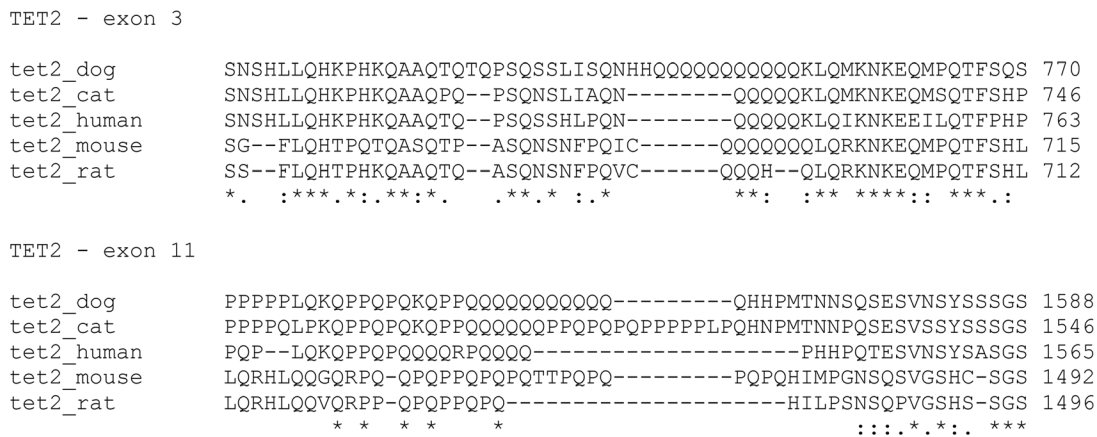 TET2 - exon 3
tet2_dog SNSHLLQHKPHKQAAQTQTQPSQSSLISQNHHQQQQQQQQQQQKLQMKNKEQMPQTFSQS 770
tet2_cat SNSHLLQHKPHKQAAQPQ--PSQNSLIAQN--------QQQQQKLQMKNKEQMSQTFSHP 746
tet2_human SNSHLLQHKPHKQAAQTQ--PSQSSHLPQN--------QQQQQKLQIKNKEEILQTFPHP 763
tet2_mouse SG--FLQHTPQTQASQTP--ASQNSNFPQIC-------QQQQQQQLQRKNKEQMPQTFSHL 715
tet2_rat SS--FLQHTPHKQAAQTQ--ASQNSNFPQVC-------QQQH--QLQRKNKEQMPQTFSHL 712
*.  :***.*:.**:*.   .**.* :.*         **:  :** ****:: ***.:
TET2 - exon 11
tet2_dog PPPPPLQKQPPQPQKQPPQQQQQQQQQQQ---------QHHPMTNNSQSESVNSYSSSGS 1588
tet2_cat PPPPQLPKQPPQPQKQPPQQQQQQPPQPQPQPPPPPLPQHNPMTNNPQSESVSSYSSSGS 1546
tet2_human PQP--LQKQPPQPQQQQRPQQQQ--------------------PHHPQTESVNSYSASGS 1565
tet2_mouse LQRHLQQGQRPQ-QPQPPQPQPQTTPQPQ---------PQPQHIMPGNSQSVGSHC-SGS 1492
tet2_rat LQRHLQQVQRPP-QPQPPQPQ---------------------HILPSNSQPVGSHS-SGS 1496
* *  * *    *                          :::.*.*:. ***